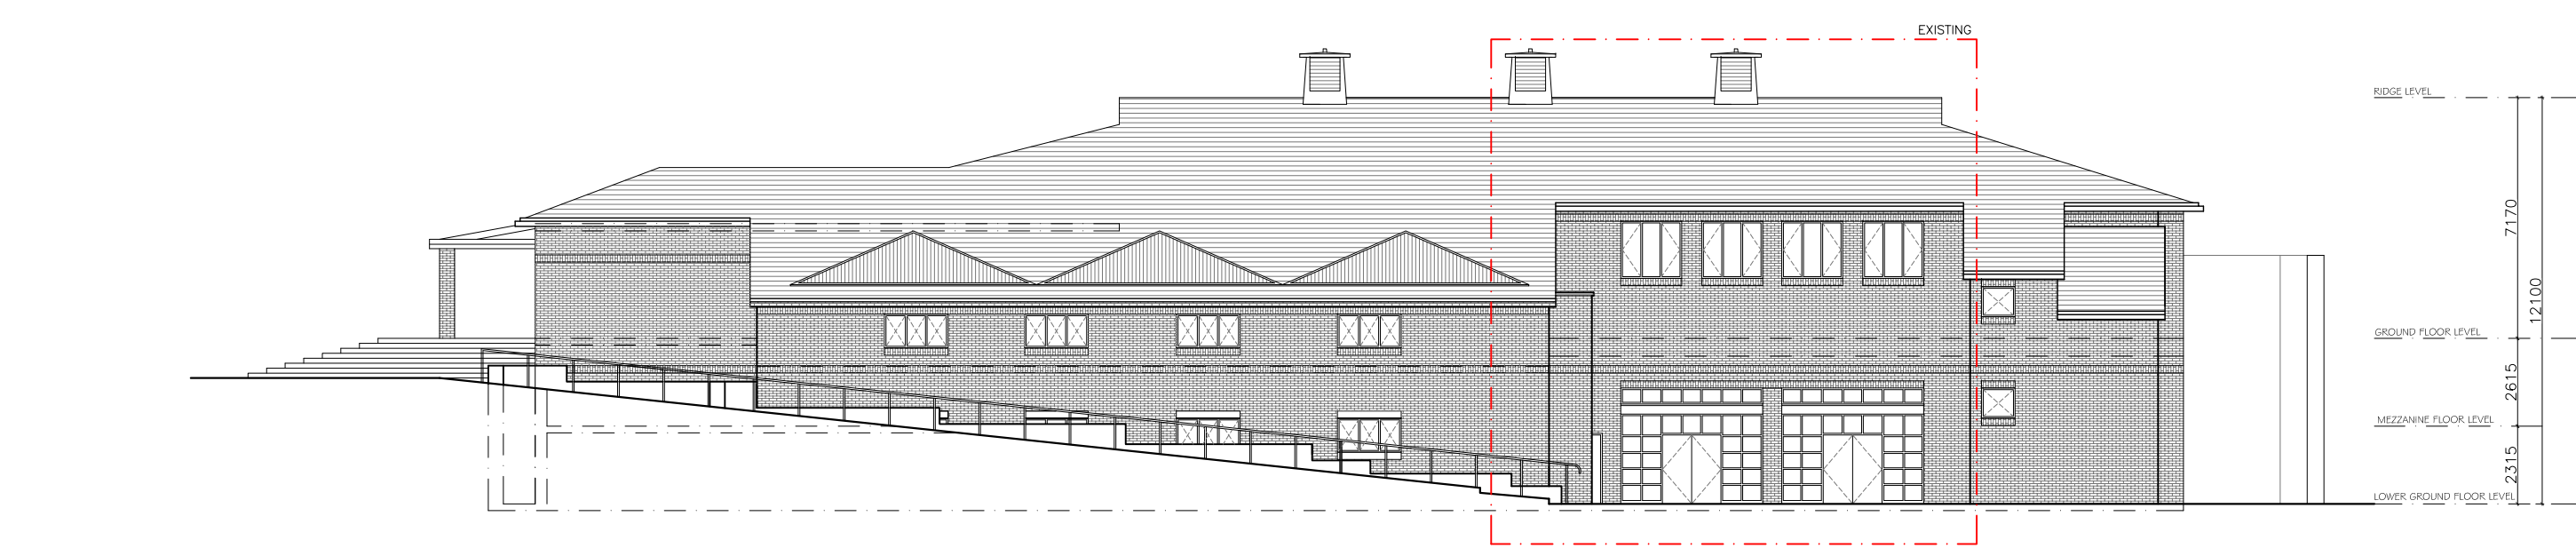 EXISTING
RIDGE LEVEL
7170
12100
GROUND FLOOR LEVEL
2615
MEZZANINE FLOOR LEVEL
2315
LOWER GROUND FLOOR LEVEL